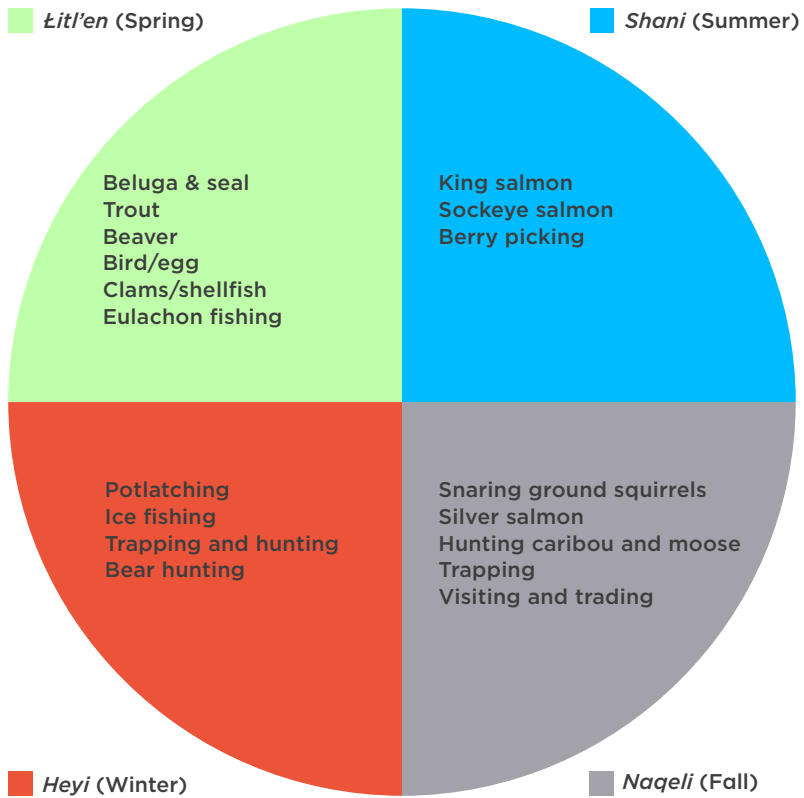 Łitl'en (Spring)
Shani (Summer)
Beluga & seal
Trout
Beaver
Bird/egg
Clams/shellfish
Eulachon fishing
King salmon
Sockeye salmon
Berry picking
Potlatching
Ice fishing
Trapping and hunting
Bear hunting
Snaring ground squirrels
Silver salmon
Hunting caribou and moose
Trapping
Visiting and trading
Heyi (Winter)
Naqeli (Fall)